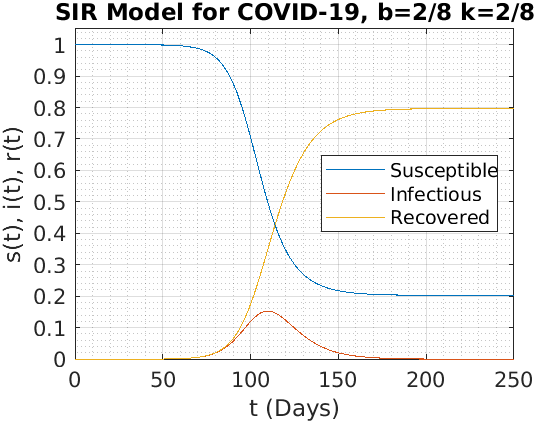 SIR Model for COVID-19, b=2/8 k=2/8
1
0.9
0.8
0.7
0.6
0.5
0.4
0.3
0.2
0.1
0
s(t), i(t), r(t)
Susceptible
Infectious
Recovered
0 50 100 150 200 250
t (Days)